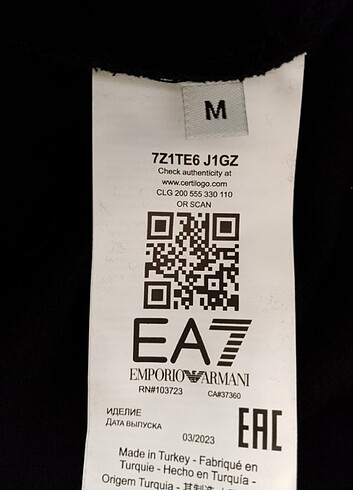 M
7Z1TE6 J1GZ
Check authenticity at
www.certilogo.com
CLG 200 555 330 110
OR SCAN
EA7
EMPORIO ARMANI
RN#103723 CA#37360
ИДЕЛИЕ
ДАТА ВЫПУСКА
03/2023
EAC
Made in Turkey - Fabriqué en
Turquie - Hecho en Turquía -
Origem Turquia -